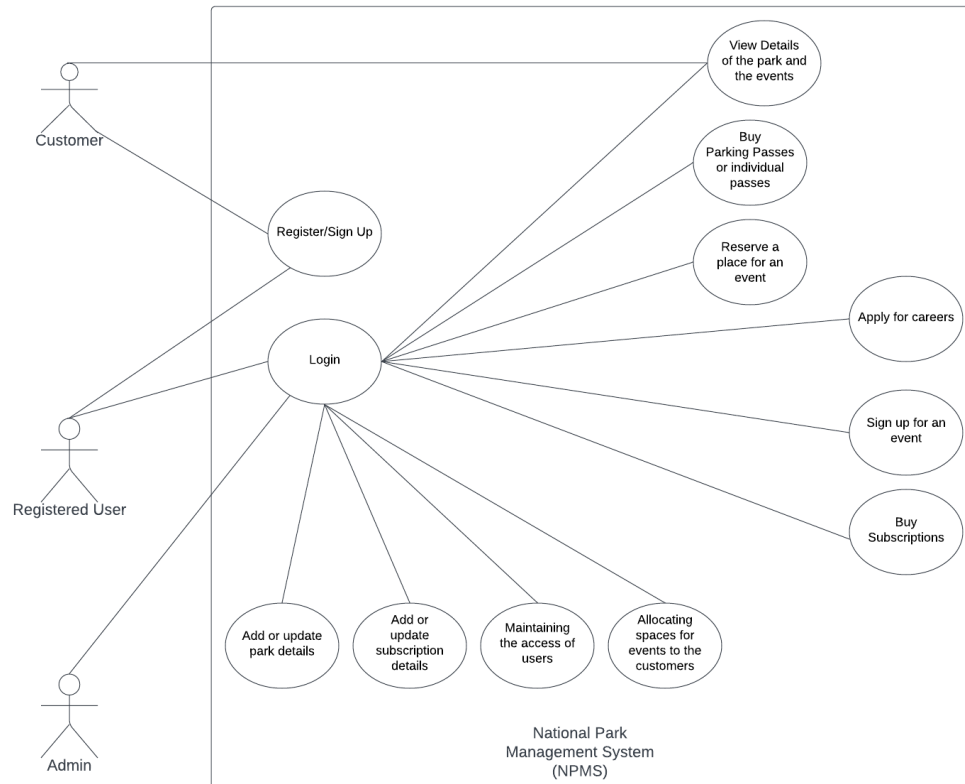 View Details
of the park and
the events
Customer
Buy
Parking Passes
or individual
passes
Register/Sign Up
Reserve a
place for an
event
Apply for careers
Login
Sign up for an
event
Registered User
Buy
Subscriptions
Add or update
park details
Add or
update
subscription
details
Maintaining
the access of
users
Allocating
spaces for
events to the
customers
Admin
National Park
Management System
(NPMS)